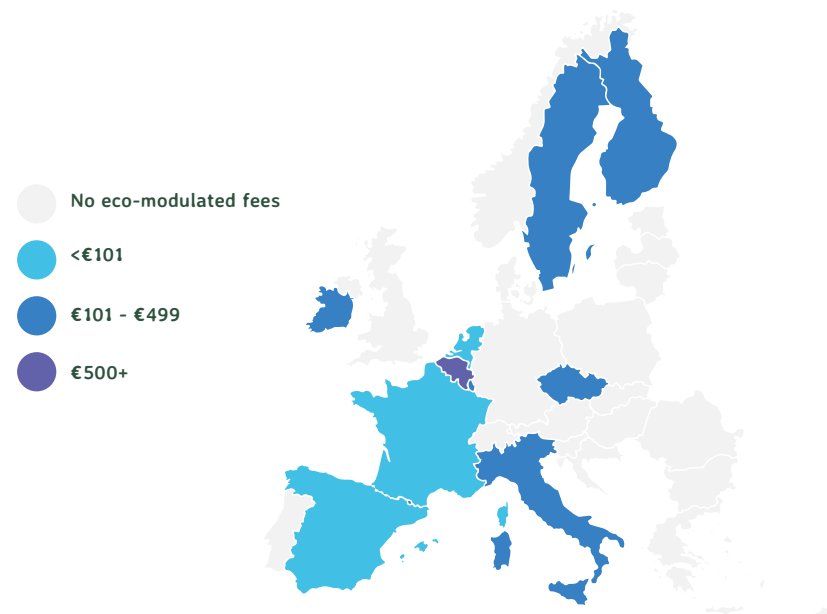 No eco-modulated fees
<€101
€101 - €499
€500+